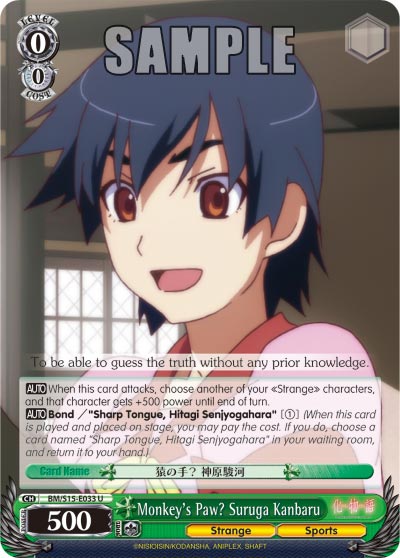 LEVEL
0
0
COST
SAMPLE
To be able to guess the truth without any prior knowledge.
AUTO When this card attacks, choose another of your «Strange» characters,
and that character gets +500 power until end of turn.
AUTO Bond ／"Sharp Tongue, Hitagi Senjyogahara" [①] (When this card
is played and placed on stage, you may pay the cost. If you do, choose a
card named "Sharp Tongue, Hitagi Senjyogahara" in your waiting room,
and return it to your hand.)
Card Name 猿の手? 神原駿河
CH BM/S15-E033 U
POWER 500
Monkey's Paw? Suruga Kanbaru 化物語
Strange Sports
©NISIOISIN/KODANSHA, ANIPLEX, SHAFT